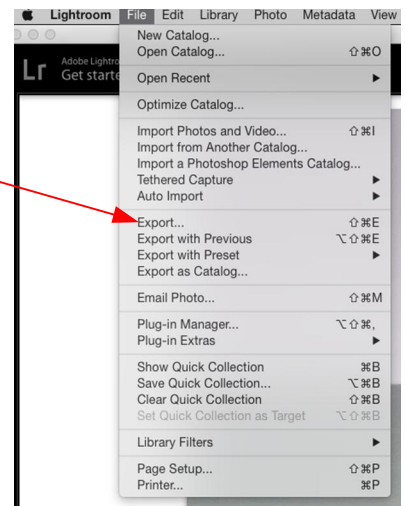 Lightroom File Edit Library Photo Metadata View
Lr Adobe Lightro
Get starte
New Catalog...
Open Catalog... ⇧⌘O
Open Recent ▶
Optimize Catalog...
Import Photos and Video... ⇧⌘I
Import from Another Catalog...
Import a Photoshop Elements Catalog...
Tethered Capture ▶
Auto Import ▶
Export... ⇧⌘E
Export with Previous ⌥⇧⌘E
Export with Preset ▶
Export as Catalog...
Email Photo... ⇧⌘M
Plug-in Manager... ⌥⇧⌘,
Plug-in Extras ▶
Show Quick Collection ⌘B
Save Quick Collection... ⌥⌘B
Clear Quick Collection ⇧⌘B
Set Quick Collection as Target ⌥⇧⌘B
Library Filters ▶
Page Setup... ⇧⌘P
Printer... ⌘P